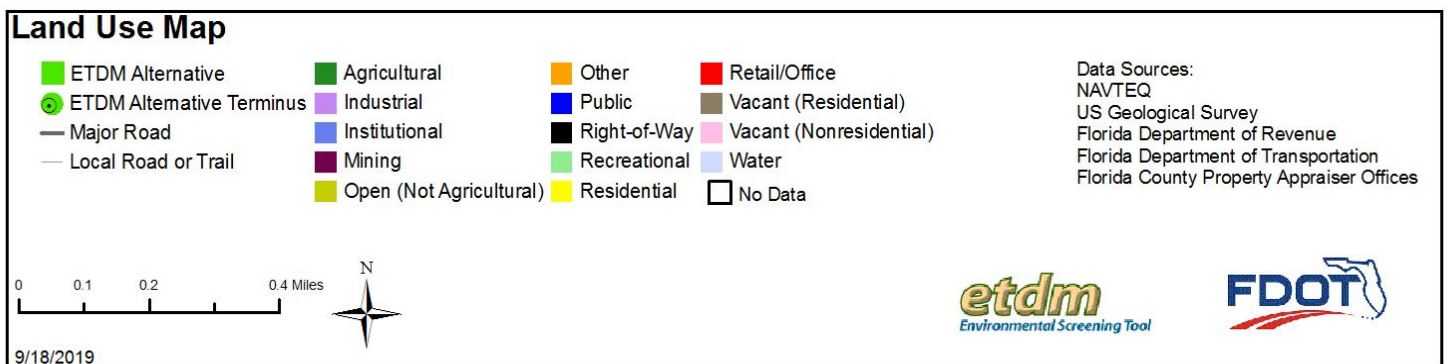 Land Use Map
ETDM Alternative
ETDM Alternative Terminus
Major Road
Local Road or Trail
Agricultural
Industrial
Institutional
Mining
Open (Not Agricultural)
Other
Public
Right-of-Way
Recreational
Residential
Retail/Office
Vacant (Residential)
Vacant (Nonresidential)
Water
No Data
Data Sources:
NAVTEQ
US Geological Survey
Florida Department of Revenue
Florida Department of Transportation
Florida County Property Appraiser Offices
0 0.1 0.2 0.4 Miles
N
etdm
Environmental Screening Tool
FDOT
9/18/2019